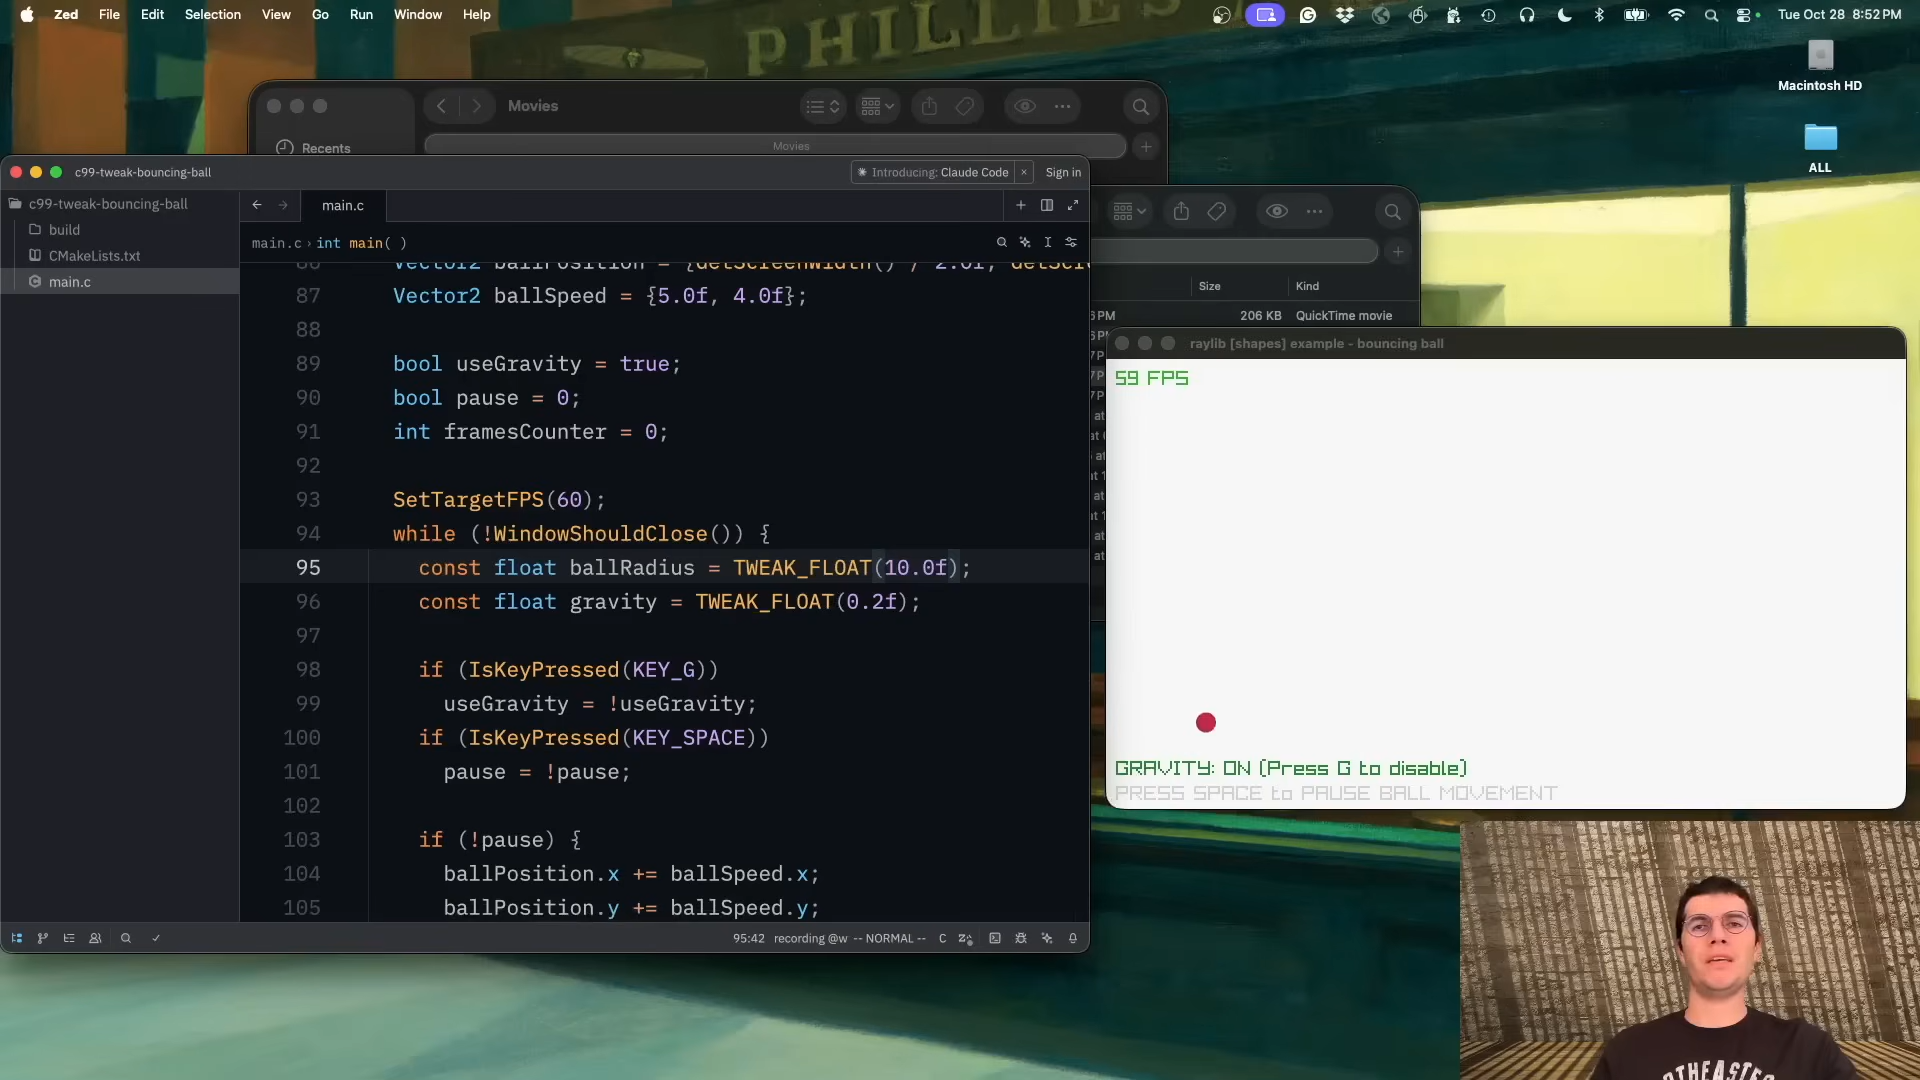 Zed File Edit Selection View Go Run Window Help
Tue Oct 28 8:52 PM
PHILLIES
Macintosh HD
ALL
Movies
Recents
Movies
c99-tweak-bouncing-ball
Introducing: Claude Code ×
Sign in
c99-tweak-bouncing-ball
build
CMakeLists.txt
main.c
main.c
main.c › int main( )
87 Vector2 ballSpeed = {5.0f, 4.0f};
88
89 bool useGravity = true;
90 bool pause = 0;
91 int framesCounter = 0;
92
93 SetTargetFPS(60);
94 while (!WindowShouldClose()) {
95 const float ballRadius = TWEAK_FLOAT(10.0f);
96 const float gravity = TWEAK_FLOAT(0.2f);
97
98 if (IsKeyPressed(KEY_G))
99 useGravity = !useGravity;
100 if (IsKeyPressed(KEY_SPACE))
101 pause = !pause;
102
103 if (!pause) {
104 ballPosition.x += ballSpeed.x;
105 ballPosition.y += ballSpeed.y;
95:42 recording @w -- NORMAL -- C
Size Kind
206 KB QuickTime movie
raylib [shapes] example - bouncing ball
59 FPS
GRAVITY: ON (Press G to disable)
PRESS SPACE to PAUSE BALL MOVEMENT